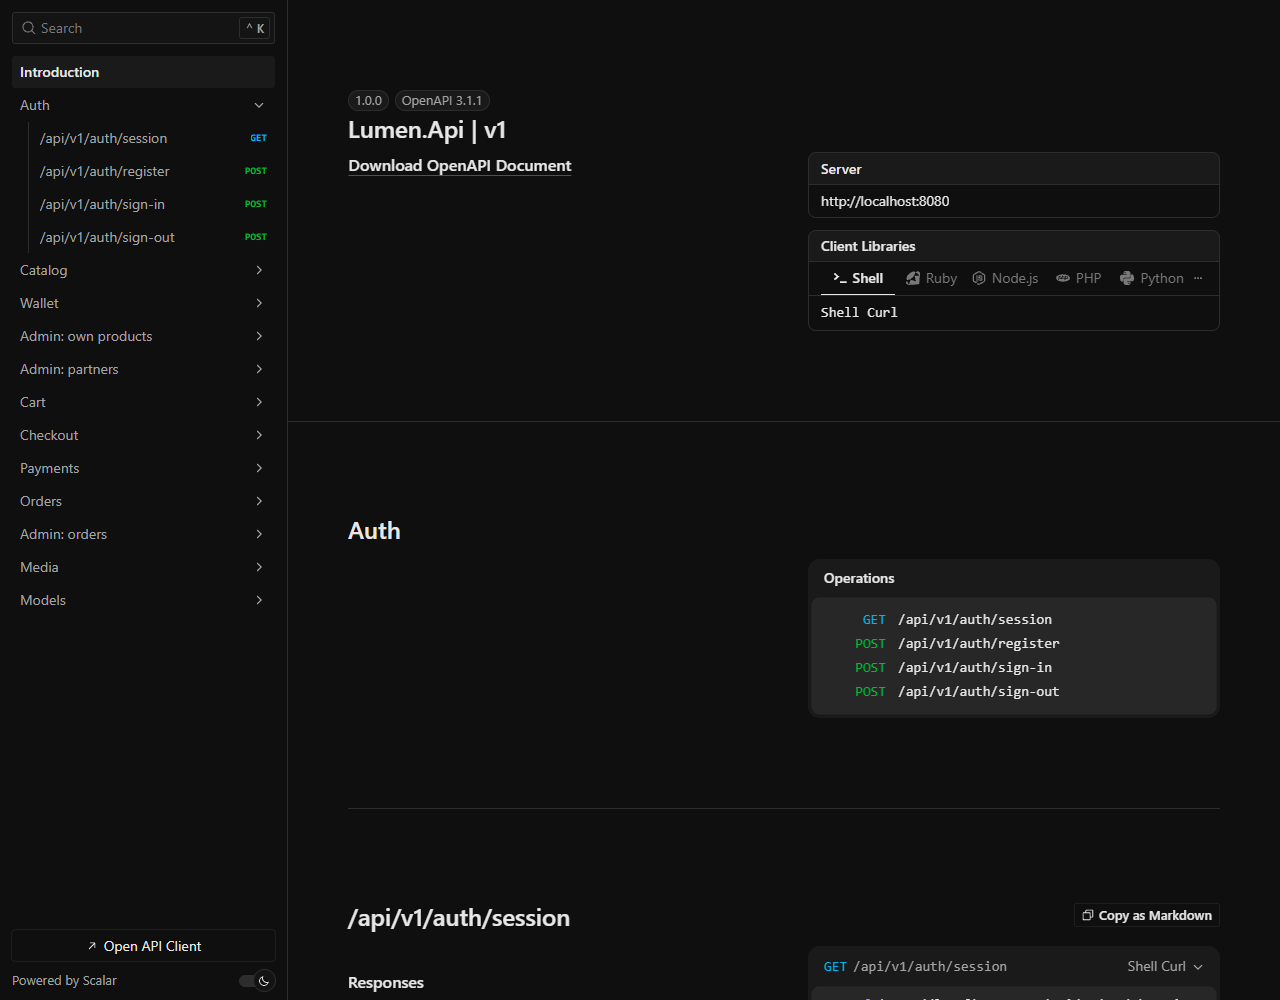 Search
^ K
Introduction
Auth
/api/v1/auth/session GET
/api/v1/auth/register POST
/api/v1/auth/sign-in POST
/api/v1/auth/sign-out POST
Catalog
Wallet
Admin: own products
Admin: partners
Cart
Checkout
Payments
Orders
Admin: orders
Media
Models
Open API Client
Powered by Scalar
1.0.0 OpenAPI 3.1.1
Lumen.Api | v1
Download OpenAPI Document
Server
http://localhost:8080
Client Libraries
Shell Ruby Node.js PHP Python ···
Shell Curl
Auth
Operations
GET /api/v1/auth/session
POST /api/v1/auth/register
POST /api/v1/auth/sign-in
POST /api/v1/auth/sign-out
/api/v1/auth/session
Copy as Markdown
Responses
GET /api/v1/auth/session Shell Curl